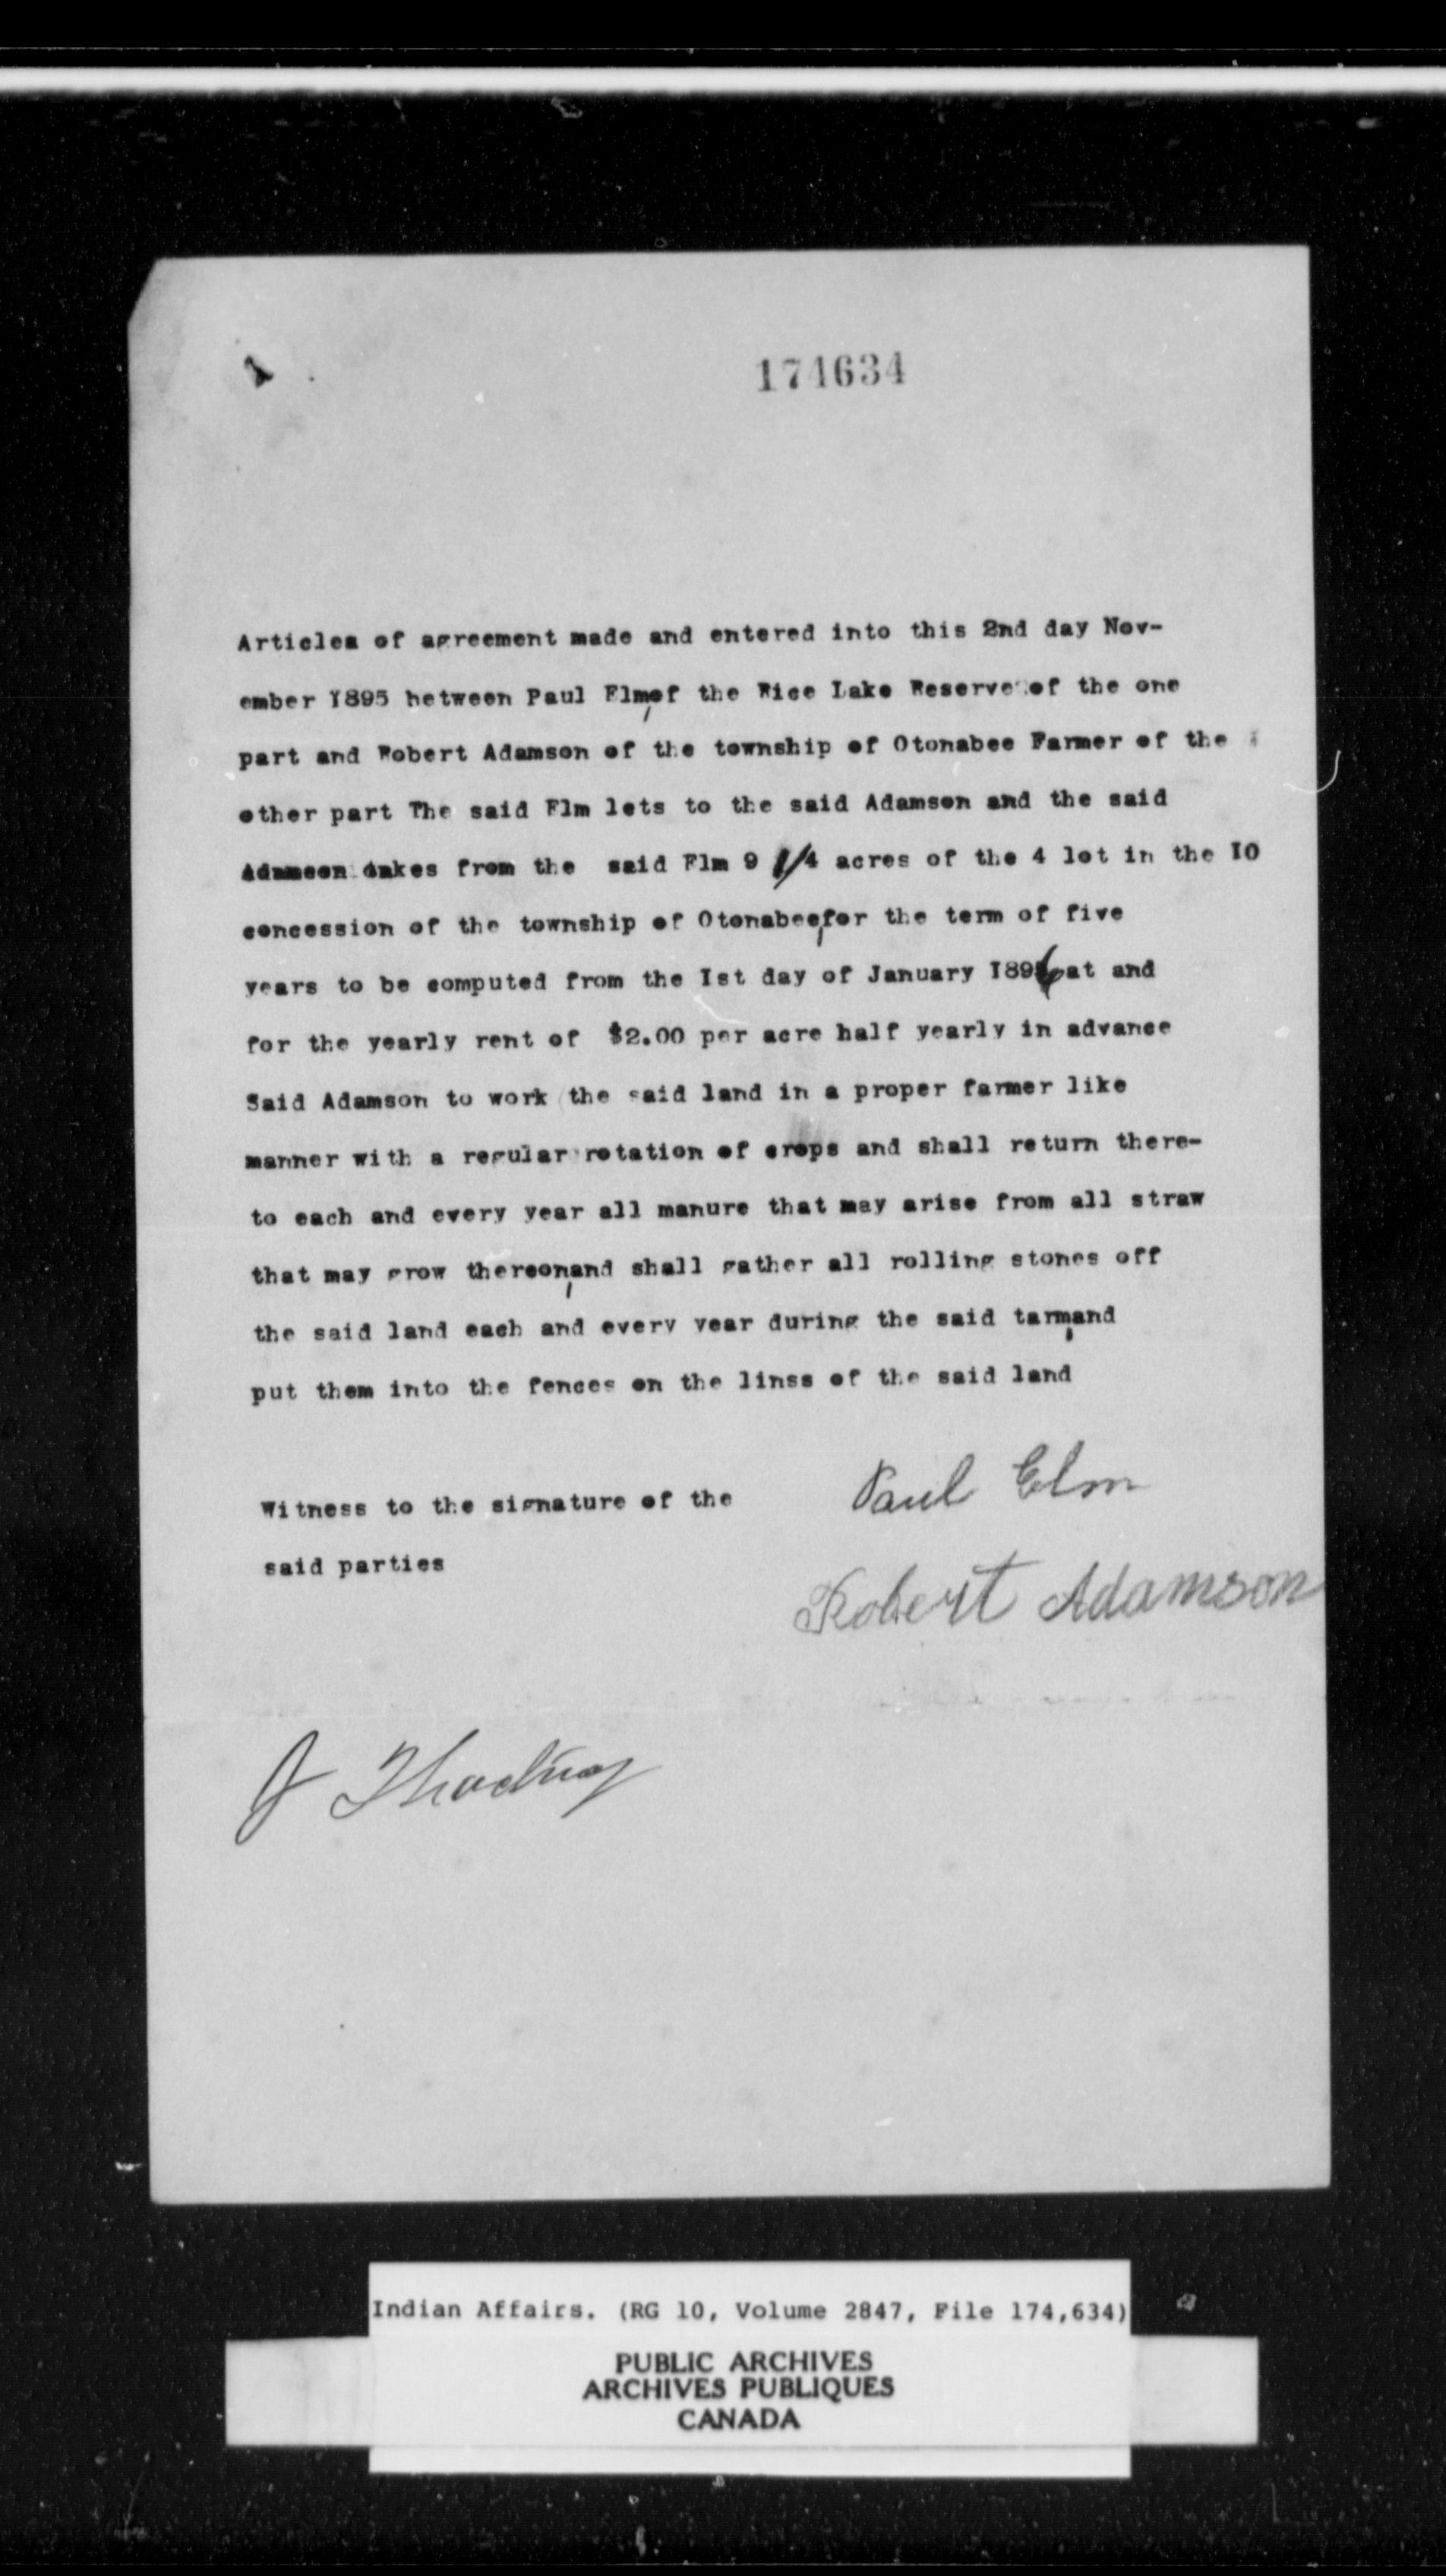 174634
Articles of agreement made and entered into this 2nd day Nov-
ember 1895 between Paul Elm,of the Rice Lake Reserve of the one
part and Robert Adamson of the township of Otonabee Farmer of the
other part The said Elm lets to the said Adamson and the said
Adamson takes from the said Elm 9 1/4 acres of the 4 lot in the IO
concession of the township of Otonabee,for the term of five
years to be computed from the Ist day of January 1896 at and
for the yearly rent of $2.00 per acre half yearly in advance
Said Adamson to work the said land in a proper farmer like
manner with a regular rotation of crops and shall return there-
to each and every year all manure that may arise from all straw
that may grow thereon,and shall gather all rolling stones off
the said land each and every year during the said tarm,and
put them into the fences on the linss of the said land
Witness to the signature of the
said parties
Paul Elm
Robert Adamson
J
Indian Affairs. (RG 10, Volume 2847, File 174,634)
PUBLIC ARCHIVES
ARCHIVES PUBLIQUES
CANADA